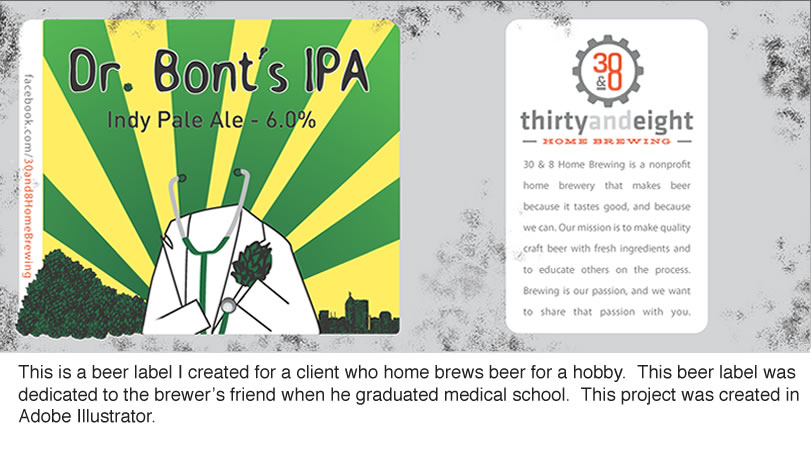 Dr. Bont's IPA
Indy Pale Ale - 6.0%
facebook.com/30and8HomeBrewing
30
&
8
thirtyandeight
HOME BREWING
30 & 8 Home Brewing is a nonprofit
home brewery that makes beer
because it tastes good, and because
we can. Our mission is to make quality
craft beer with fresh ingredients and
to educate others on the process.
Brewing is our passion, and we want
to share that passion with you.
This is a beer label I created for a client who home brews beer for a hobby.  This beer label was
dedicated to the brewer's friend when he graduated medical school.  This project was created in
Adobe Illustrator.